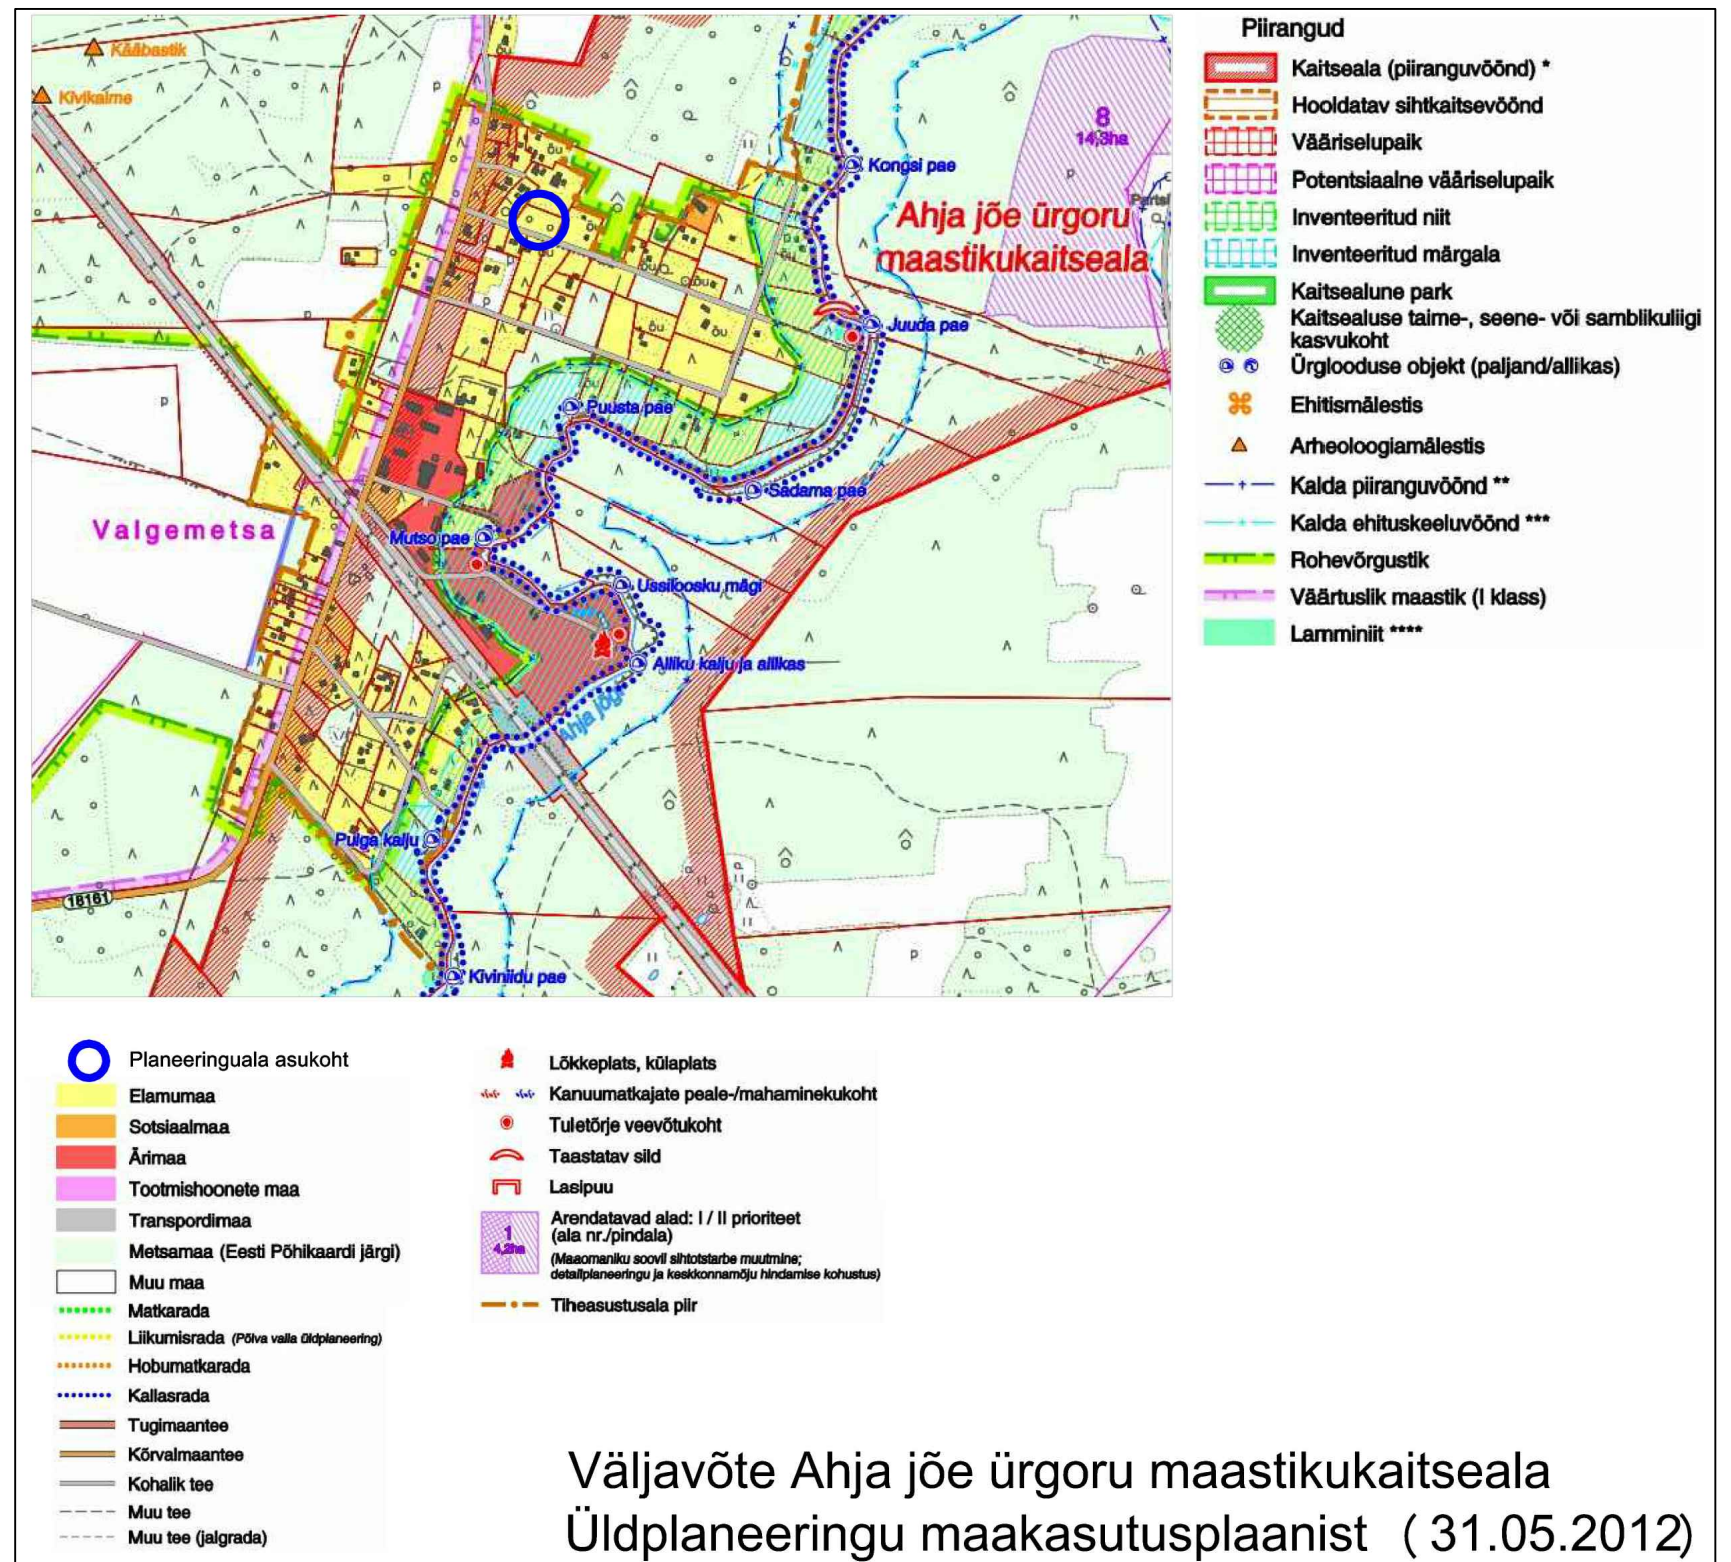 Kääbastik
Kivikalme
8
14,3ha
Kongsi pae
Ahja jõe ürgoru
maastikukaitseala
Juuda pae
Puusta pae
Sädama pae
Valgemetsa
Mutso pae
Ussiloosku mägi
Alliku kalju ja allikas
Ahja jõgi
Pulga kalju
18161
Kiviniidu pae
Piirangud
Kaitseala (piiranguvöönd) *
Hooldatav sihtkaitsevöönd
Vääriselupaik
Potentsiaalne vääriselupaik
Inventeeritud niit
Inventeeritud märgala
Kaitsealune park
Kaitsealuse taime-, seene- või samblikuliigi
kasvukoht
Ürglooduse objekt (paljand/allikas)
Ehitismälestis
Arheoloogiamälestis
Kalda piiranguvöönd **
Kalda ehituskeeluvöönd ***
Rohevõrgustik
Väärtuslik maastik (I klass)
Lamminiit ****
Planeeringuala asukoht
Elamumaa
Sotsiaalmaa
Ärimaa
Tootmishoonete maa
Transpordimaa
Metsamaa (Eesti Põhikaardi järgi)
Muu maa
Matkarada
Liikumisrada (Põlva valla üldplaneering)
Hobumatkarada
Kallasrada
Tugimaantee
Kõrvalmaantee
Kohalik tee
Muu tee
Muu tee (jalgrada)
Lõkkeplats, külaplats
Kanuumatkajate peale-/mahaminekukoht
Tuletõrje veevõtukoht
Taastatav sild
Lasipuu
1
4,2ha
Arendatavad alad: I / II prioriteet
(ala nr./pindala)
(Maaomaniku soovil sihtotstarbe muutmine;
detailplaneeringu ja keskkonnamõju hindamise kohustus)
Tiheasustusala piir
Väljavõte Ahja jõe ürgoru maastikukaitseala
Üldplaneeringu maakasutusplaanist ( 31.05.2012)